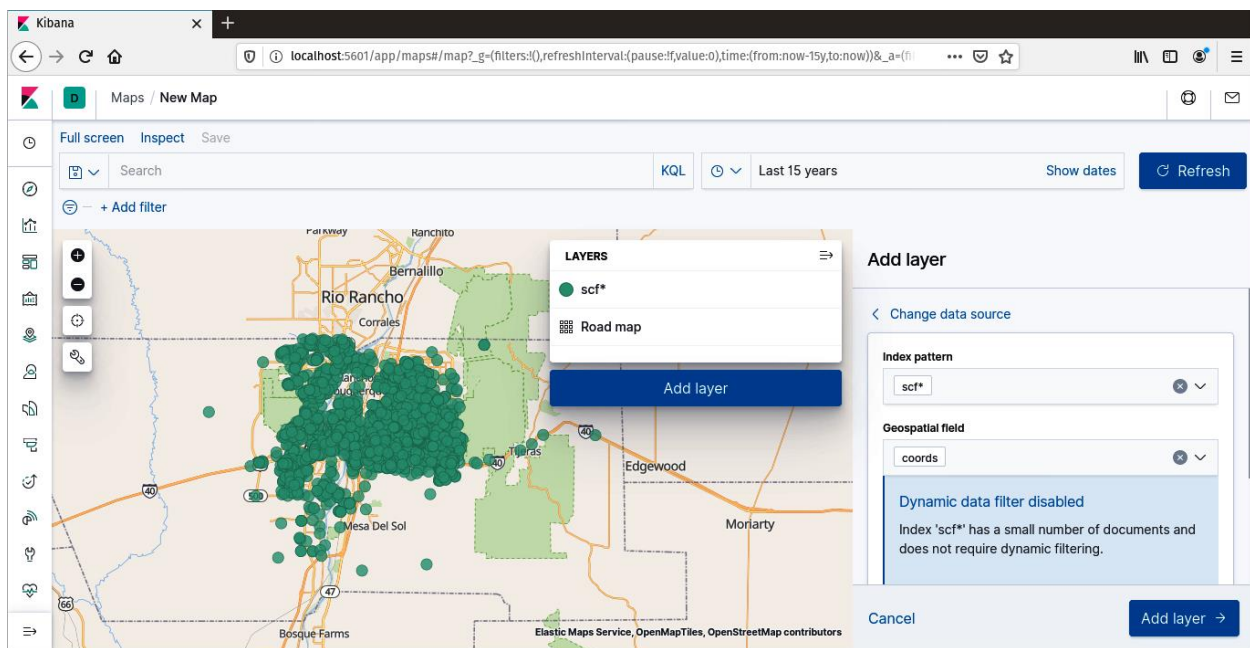 Kibana
localhost:5601/app/maps#/map?_g=(filters:!(),refreshInterval:(pause:!f,value:0),time:(from:now-15y,to:now))&_a=(fil
D Maps / New Map
Full screen Inspect Save
Search KQL Last 15 years Show dates Refresh
+ Add filter
Parkway Ranchito
Bernalillo
Rio Rancho
Corrales
40
Tijeras
40
Edgewood
40
500
Mesa Del Sol
Moriarty
47
66
Bosque Farms
Elastic Maps Service, OpenMapTiles, OpenStreetMap contributors
LAYERS
scf*
Road map
Add layer
Add layer
Change data source
Index pattern
scf*
Geospatial field
coords
Dynamic data filter disabled
Index 'scf*' has a small number of documents and
does not require dynamic filtering.
Cancel Add layer